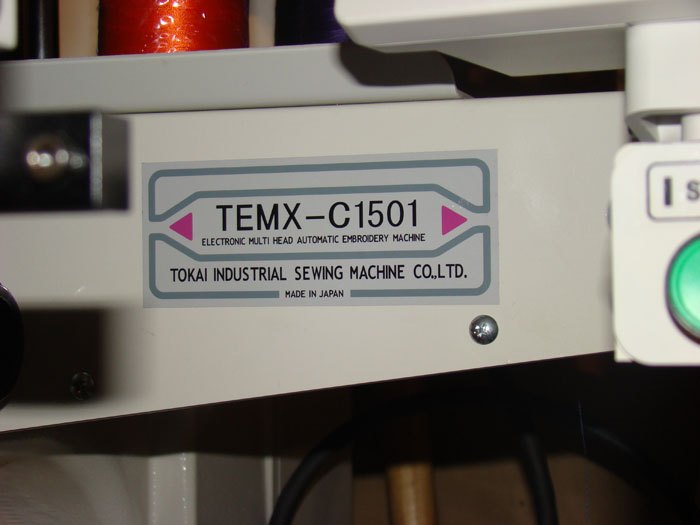 TEMX-C1501
ELECTRONIC MULTI HEAD AUTOMATIC EMBROIDERY MACHINE
TOKAI INDUSTRIAL SEWING MACHINE CO.,LTD.
MADE IN JAPAN
I